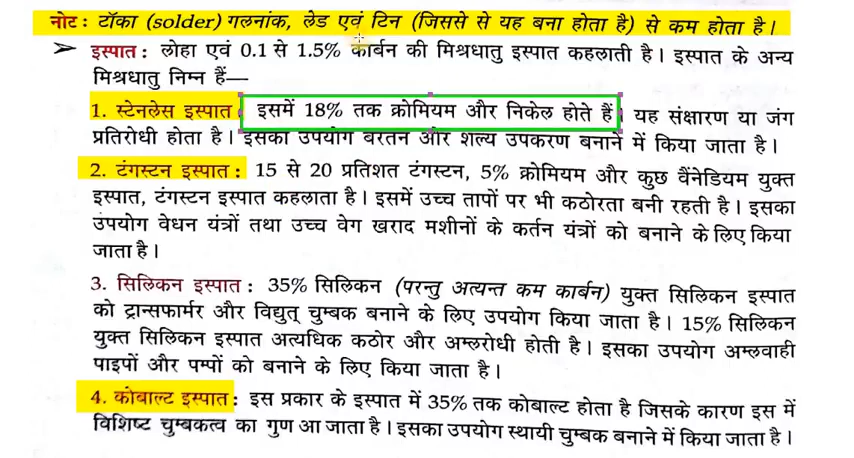 नोट: टाँका (solder) गलनांक, लेड एवं टिन (जिससे से यह बना होता है) से कम होता है।
➤ इस्पात : लोहा एवं 0.1 से 1.5% कार्बन की मिश्रधातु इस्पात कहलाती है। इस्पात के अन्य
मिश्रधातु निम्न हैं—
1. स्टेनलेस इस्पात : इसमें 18% तक क्रोमियम और निकेल होते हैं। यह संक्षारण या जंग
प्रतिरोधी होता है। इसका उपयोग बरतन और शल्य उपकरण बनाने में किया जाता है।
2. टंगस्टन इस्पात : 15 से 20 प्रतिशत टंगस्टन, 5% क्रोमियम और कुछ वैंनेडियम युक्त
इस्पात, टंगस्टन इस्पात कहलाता है। इसमें उच्च तापों पर भी कठोरता बनी रहती है। इसका
उपयोग वेधन यंत्रों तथा उच्च वेग खराद मशीनों के कर्तन यंत्रों को बनाने के लिए किया
जाता है।
3. सिलिकन इस्पात : 35% सिलिकन (परन्तु अत्यन्त कम कार्बन) युक्त सिलिकन इस्पात
को ट्रान्सफार्मर और विद्युत् चुम्बक बनाने के लिए उपयोग किया जाता है। 15% सिलिकन
युक्त सिलिकन इस्पात अत्यधिक कठोर और अम्लरोधी होती है। इसका उपयोग अम्लवाही
पाइपों और पम्पों को बनाने के लिए किया जाता है।
4. कोबाल्ट इस्पात : इस प्रकार के इस्पात में 35% तक कोबाल्ट होता है जिसके कारण इस में
विशिष्ट चुम्बकत्व का गुण आ जाता है। इसका उपयोग स्थायी चुम्बक बनाने में किया जाता है।